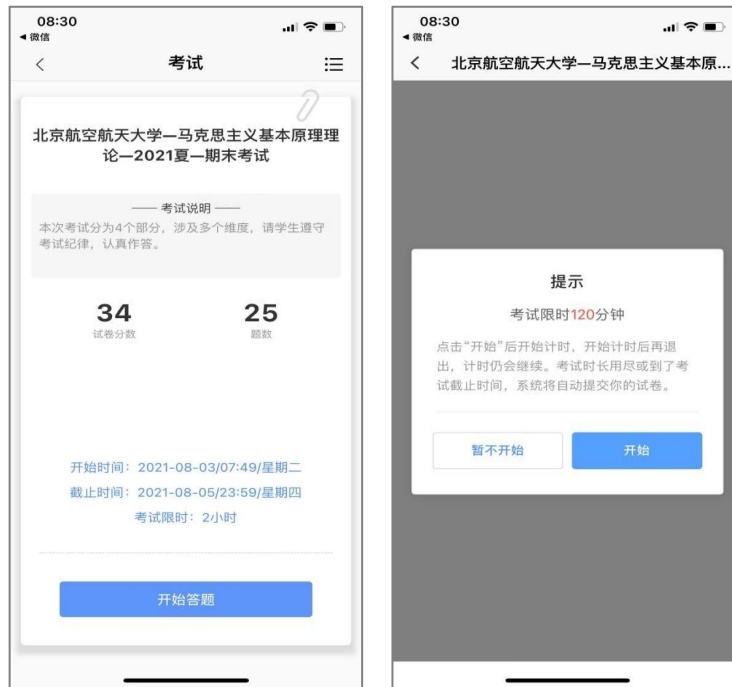 08:30
◀ 微信
考试
北京航空航天大学—马克思主义基本原理理
论—2021夏—期末考试
—— 考试说明 ——
本次考试分为4个部分，涉及多个维度，请学生遵守
考试纪律，认真作答。
34
试卷分数
25
题数
开始时间：2021-08-03/07:49/星期二
截止时间：2021-08-05/23:59/星期四
考试限时：2小时
开始答题
08:30
◀ 微信
北京航空航天大学—马克思主义基本原...
提示
考试限时120分钟
点击“开始”后开始计时，开始计时后再退
出，计时仍会继续。考试时长用尽或到了考
试截止时间，系统将自动提交你的试卷。
暂不开始
开始